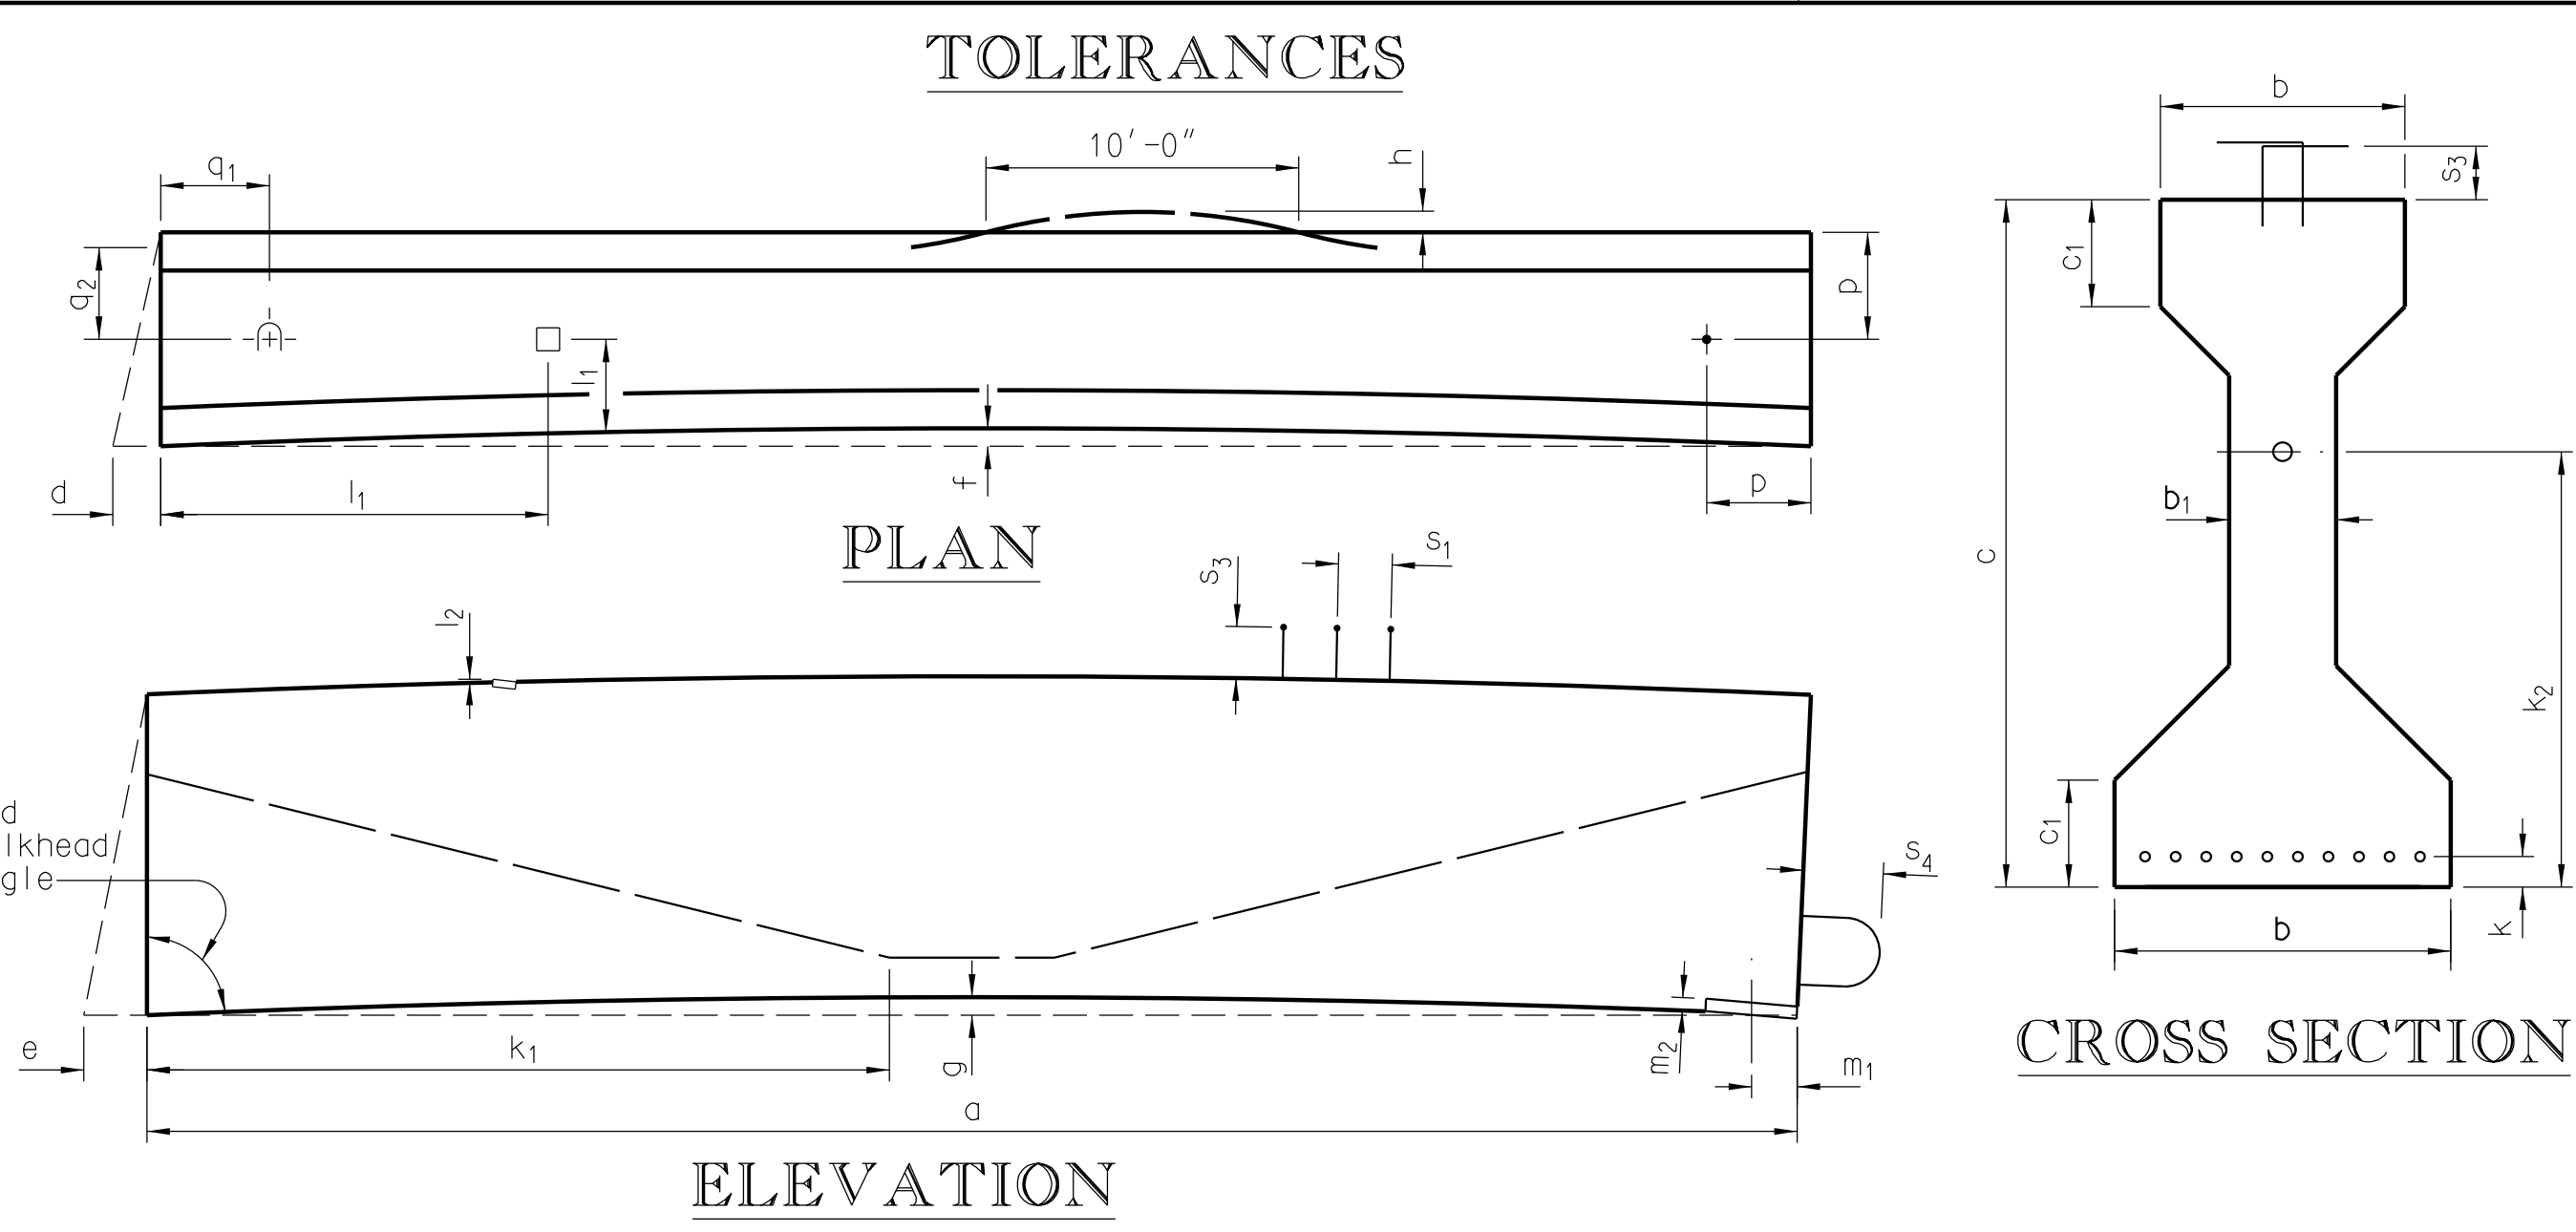 TOLERANCES
b
10'-0"
h
q1
s3
q2
c1
p
l1
f
d
l1
p
b1
PLAN
s3
s1
c
l2
k2
d
lkhead
gle
c1
s4
k
b
e
k1
g
m2
m1
a
CROSS SECTION
ELEVATION